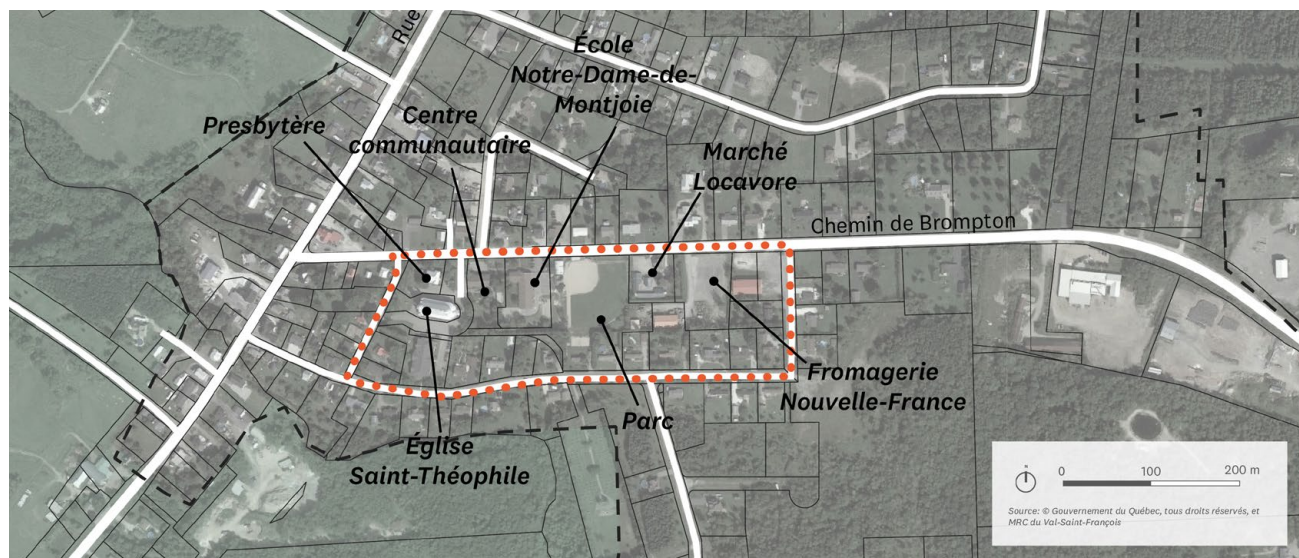 Rue
École
Notre-Dame-de-
Montjoie
Centre
communautaire
Presbytère
Marché
Locavore
Chemin de Brompton
Fromagerie
Nouvelle-France
Parc
Église
Saint-Théophile
N
0 100 200 m
Source: © Gouvernement du Québec, tous droits réservés, et
MRC du Val-Saint-François